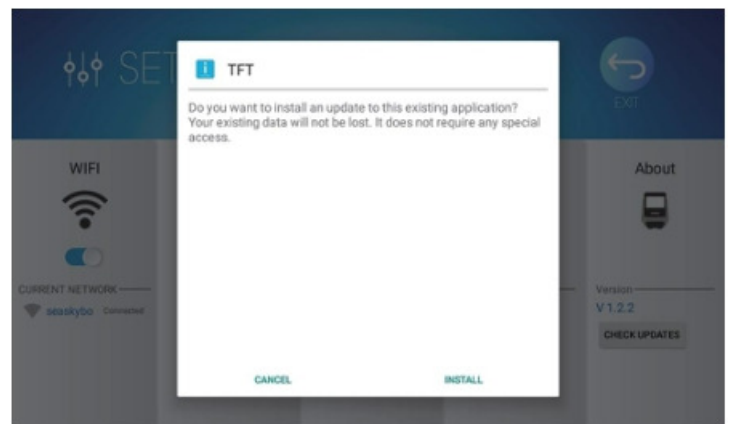 SET
TFT
EXIT
Do you want to install an update to this existing application?
Your existing data will not be lost. It does not require any special
access.
WIFI
About
CURRENT NETWORK
seaskybo Connected
Version
V 1.2.2
CHECK UPDATES
CANCEL
INSTALL